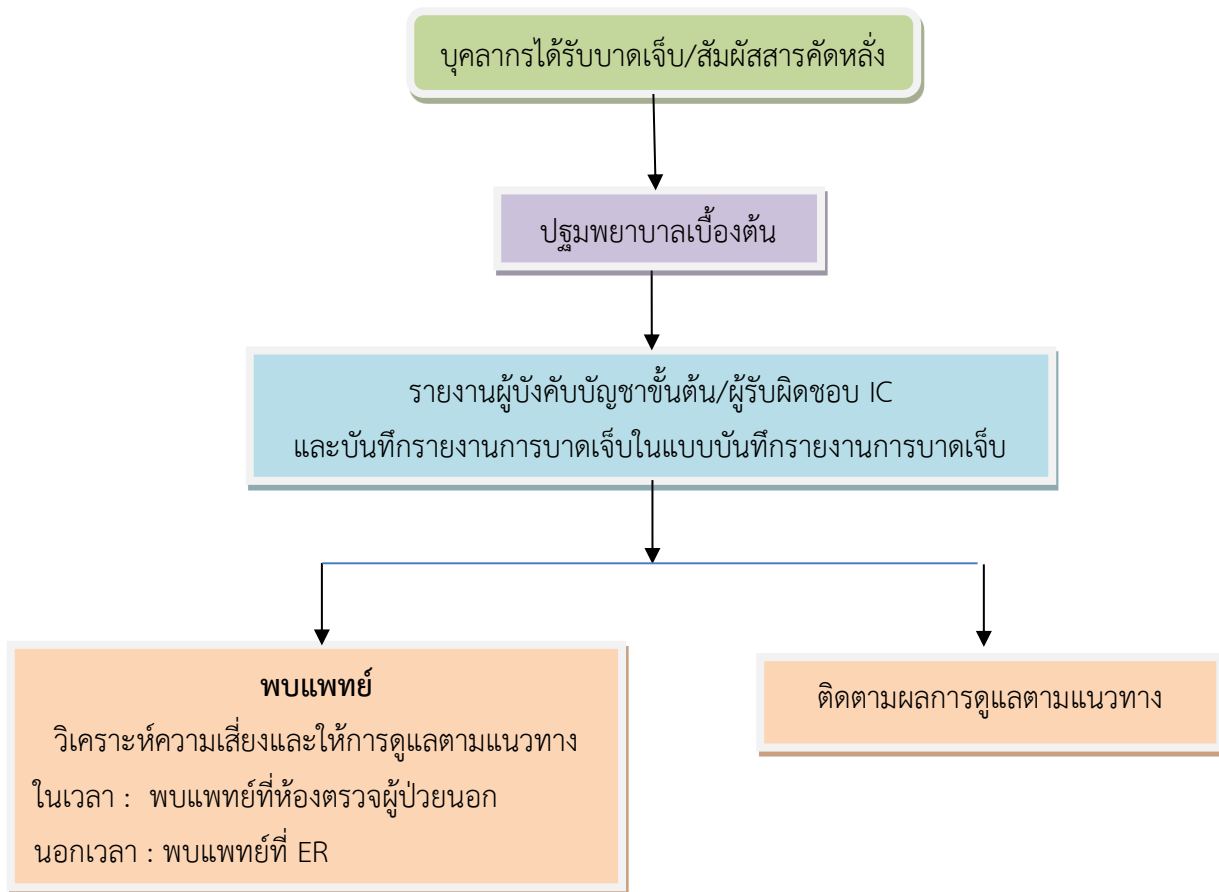 บุคลากรได้รับบาดเจ็บ/สัมผัสสารคัดหลั่ง
ปฐมพยาบาลเบื้องต้น
รายงานผู้บังคับบัญชาขั้นต้น/ผู้รับผิดชอบ IC
และบันทึกรายงานการบาดเจ็บในแบบบันทึกรายงานการบาดเจ็บ
พบแพทย์
วิเคราะห์ความเสี่ยงและให้การดูแลตามแนวทาง
ในเวลา : พบแพทย์ที่ห้องตรวจผู้ป่วยนอก
นอกเวลา : พบแพทย์ที่ ER
ติดตามผลการดูแลตามแนวทาง